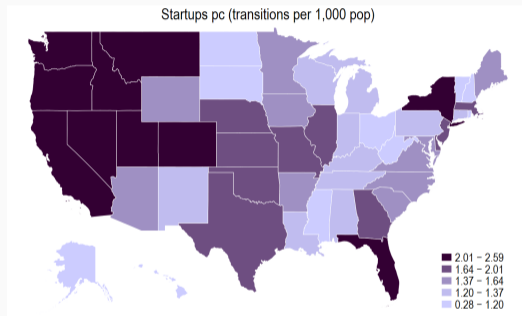 Startups pc (transitions per 1,000 pop)
2.01 – 2.59
1.64 – 2.01
1.37 – 1.64
1.20 – 1.37
0.28 – 1.20